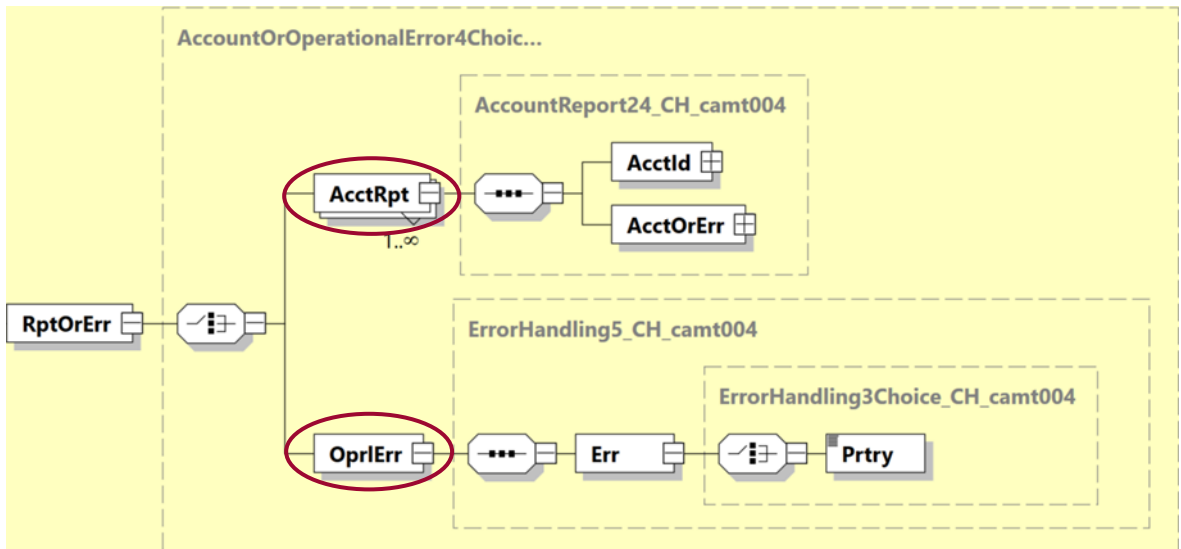 AccountOrOperationalError4Choic...
AccountReport24_CH_camt004
AcctId
AcctRpt
1..∞
AcctOrErr
RptOrErr
ErrorHandling5_CH_camt004
ErrorHandling3Choice_CH_camt004
OprlErr
Err
Prtry